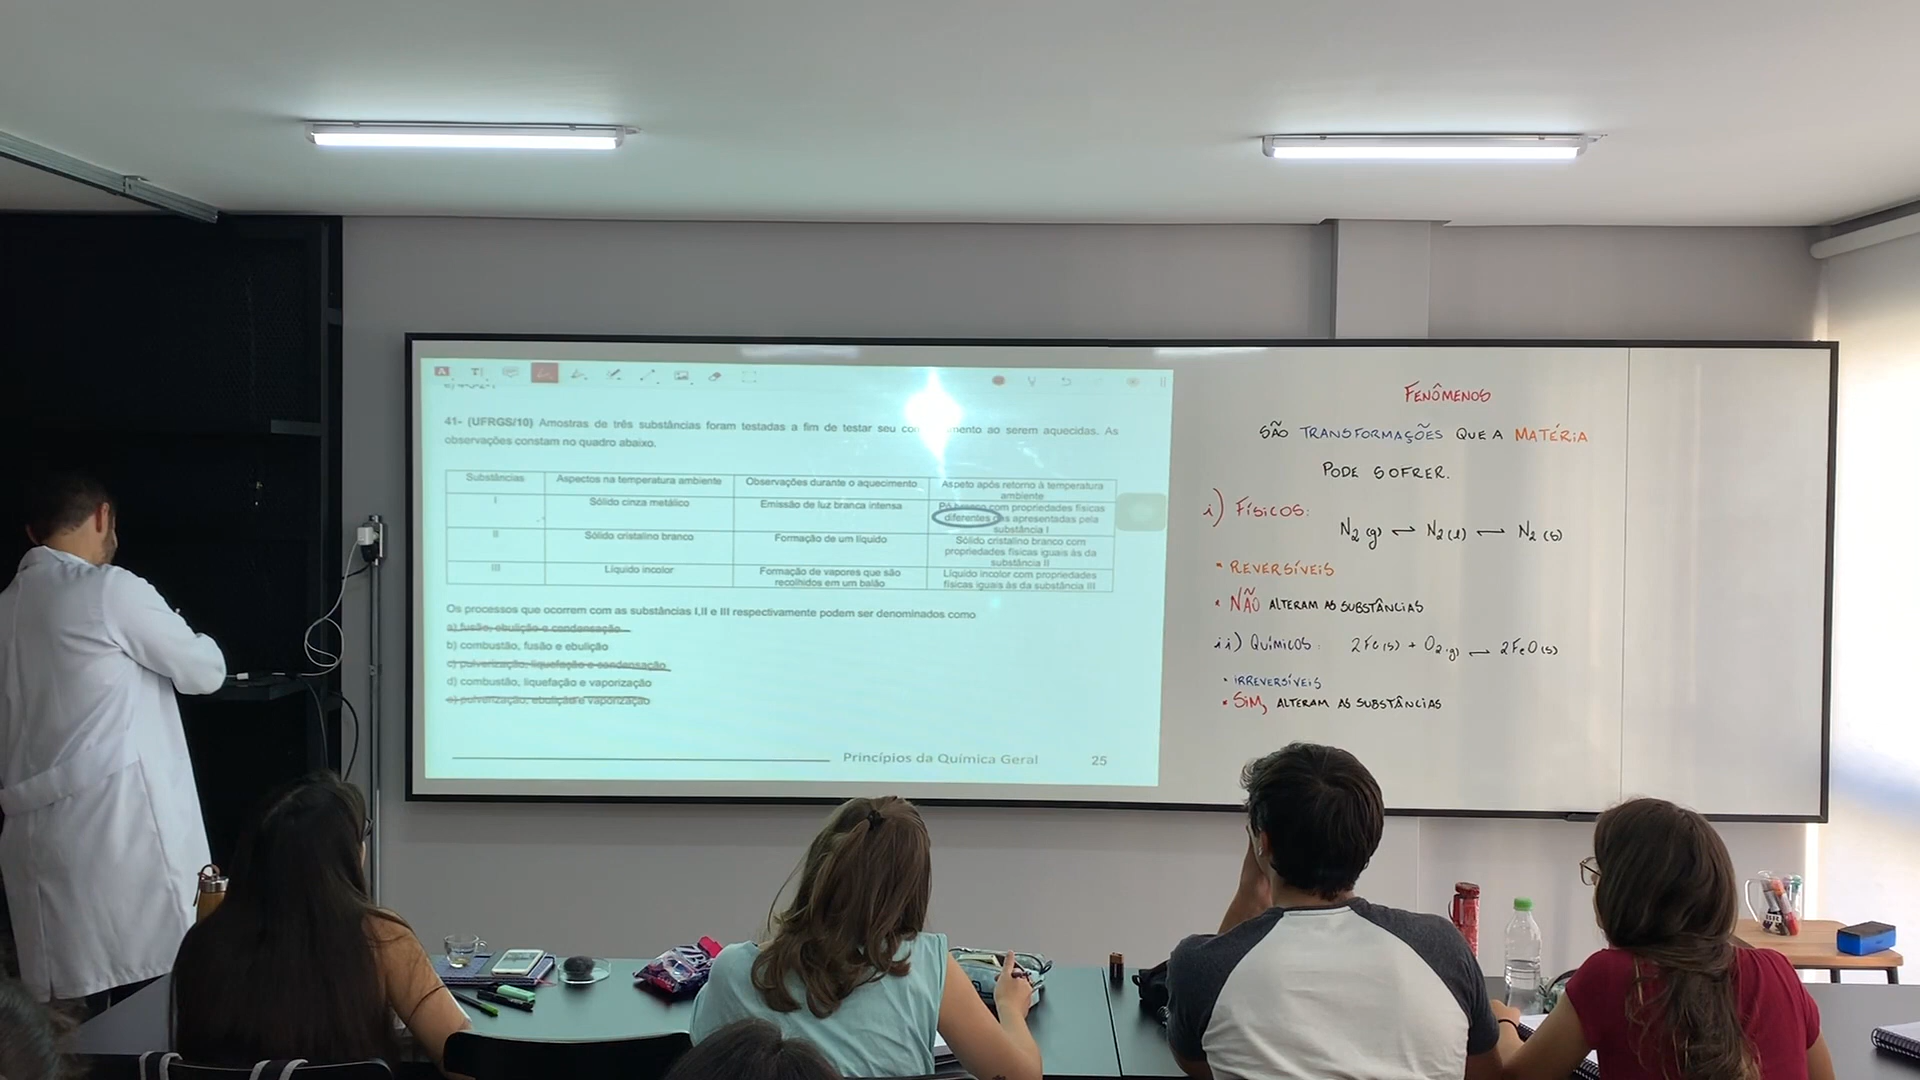 41- (UFRGS/10) Amostras de três substâncias foram testadas a fim de testar seu ao serem aquecidas. As
observações constam no quadro abaixo.
Substâncias Aspectos na temperatura ambiente Observações durante o aquecimento Aspeto após retorno à temperatura ambiente
I Sólido cinza metálico Emissão de luz branca intensa Pó branco com propriedades físicas diferentes das apresentadas pela substância I
II Sólido cristalino branco Formação de um líquido Sólido cristalino branco com propriedades físicas iguais às da substância II
III Líquido incolor Formação de vapores que são recolhidos em um balão Líquido incolor com propriedades físicas iguais às da substância III
Os processos que ocorrem com as substâncias I,II e III respectivamente podem ser denominados como
a) fusão, ebulição e condensação
b) combustão, fusão e ebulição
c) pulverização, liquefação e condensação
d) combustão, liquefação e vaporização
e) pulverização, ebulição e vaporização
Princípios da Química Geral 25
FENÔMENOS
SÃO TRANSFORMAÇÕES QUE A MATÉRIA
PODE SOFRER.
i) FÍSICOS:
N₂(g) ⇌ N₂(l) ⇌ N₂(s)
• REVERSÍVEIS
• NÃO ALTERAM AS SUBSTÂNCIAS
ii) QUÍMICOS: 2Fe(s) + O₂(g) ⇌ 2FeO(s)
• IRREVERSÍVEIS
• SIM, ALTERAM AS SUBSTÂNCIAS